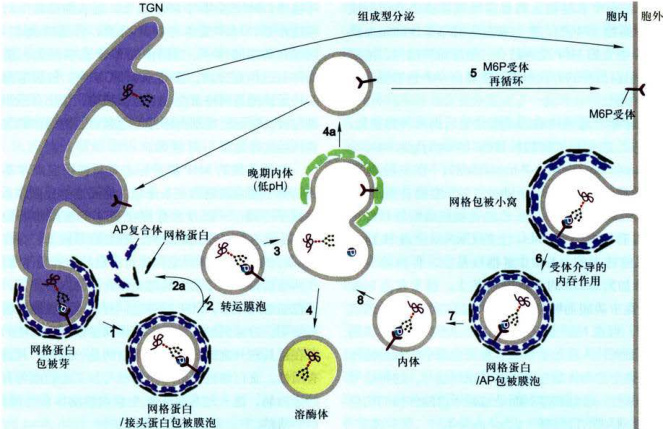 TGN
组成型分泌
胞内
胞外
5
M6P受体
再循环
M6P受体
4a
晚期内体
(低pH)
网格包被小窝
AP复合体
网格蛋白
3
2a
2
转运膜泡
6
受体介导的
内吞作用
1
4
8
7
网格蛋白
包被芽
内体
网格蛋白
/AP包被膜泡
网格蛋白
/接头蛋白包被膜泡
溶酶体